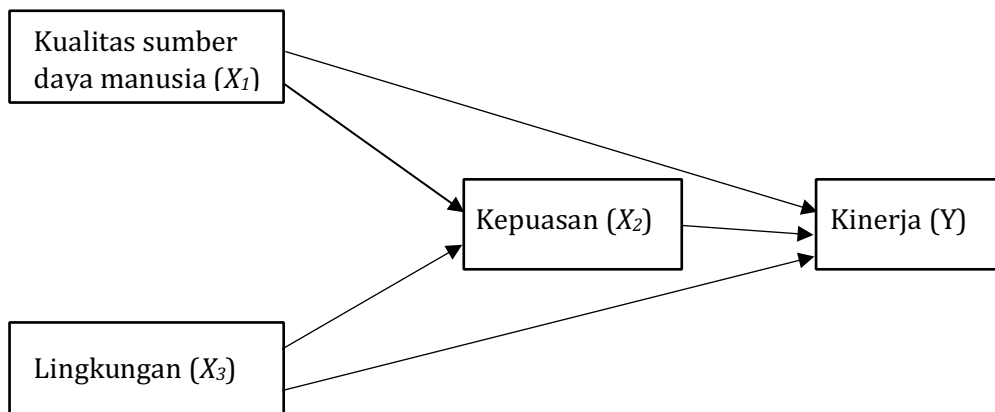 Kualitas sumber
daya manusia (X1)
Kepuasan (X2)
Kinerja (Y)
Lingkungan (X3)